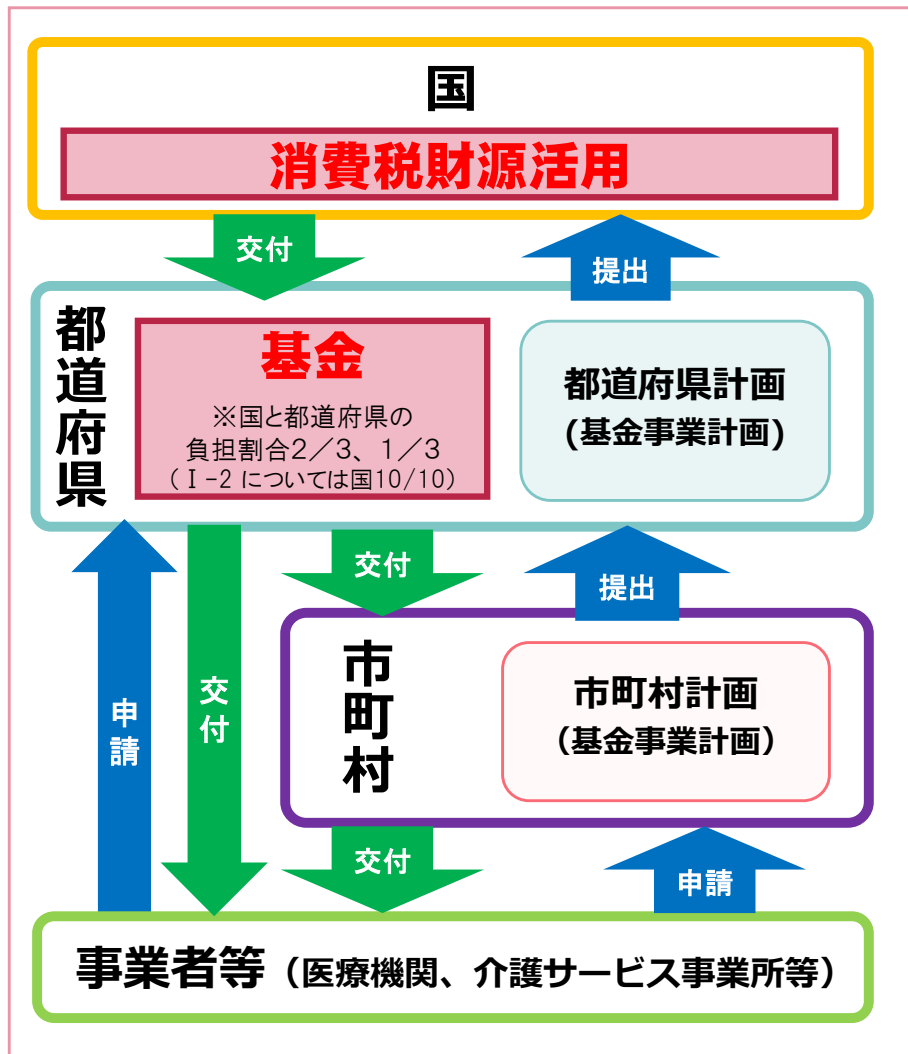 国
消費税財源活用
交付
提出
都道府県
基金
※国と都道府県の
負担割合2/3、1/3
(Ⅰ-2 については国10/10)
都道府県計画
(基金事業計画)
申請
交付
交付
提出
市町村
市町村計画
(基金事業計画)
交付
申請
事業者等(医療機関、介護サービス事業所等)